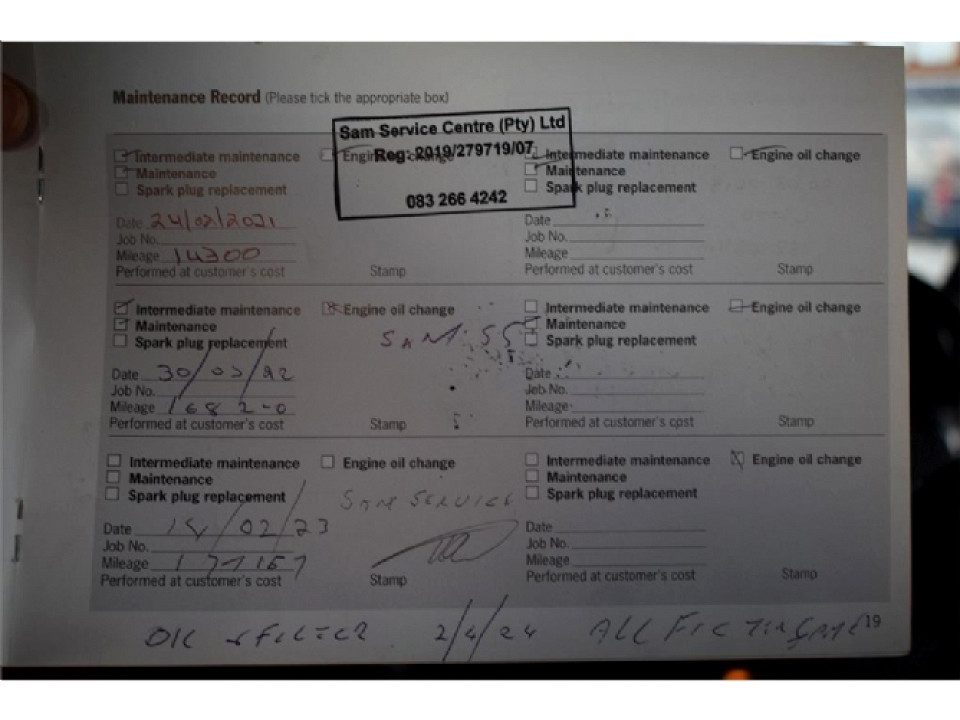 Maintenance Record (Please tick the appropriate box)
Sam Service Centre (Pty) Ltd
Reg: 2019/279719/07
083 266 4242
Intermediate maintenance
Engine oil change
Maintenance
Spark plug replacement
Date 24/02/2021
Job No.
Mileage 14300
Performed at customer's cost
Stamp
Intermediate maintenance
Engine oil change
Maintenance
Spark plug replacement
Date
Job No.
Mileage
Performed at customer's cost
Stamp
Intermediate maintenance
Engine oil change
Maintenance
Spark plug replacement
SAM
Date 30/03/22
Job No.
Mileage 16820
Performed at customer's cost
Stamp
Intermediate maintenance
Engine oil change
Maintenance
Spark plug replacement
Date
Job No.
Mileage
Performed at customer's cost
Stamp
Intermediate maintenance
Engine oil change
Maintenance
Spark plug replacement
SAM SERVICE
Date 14/02/23
Job No.
Mileage 177157
Performed at customer's cost
Stamp
Intermediate maintenance
Engine oil change
Maintenance
Spark plug replacement
Date
Job No.
Mileage
Performed at customer's cost
Stamp
2/4/24 ALL
19